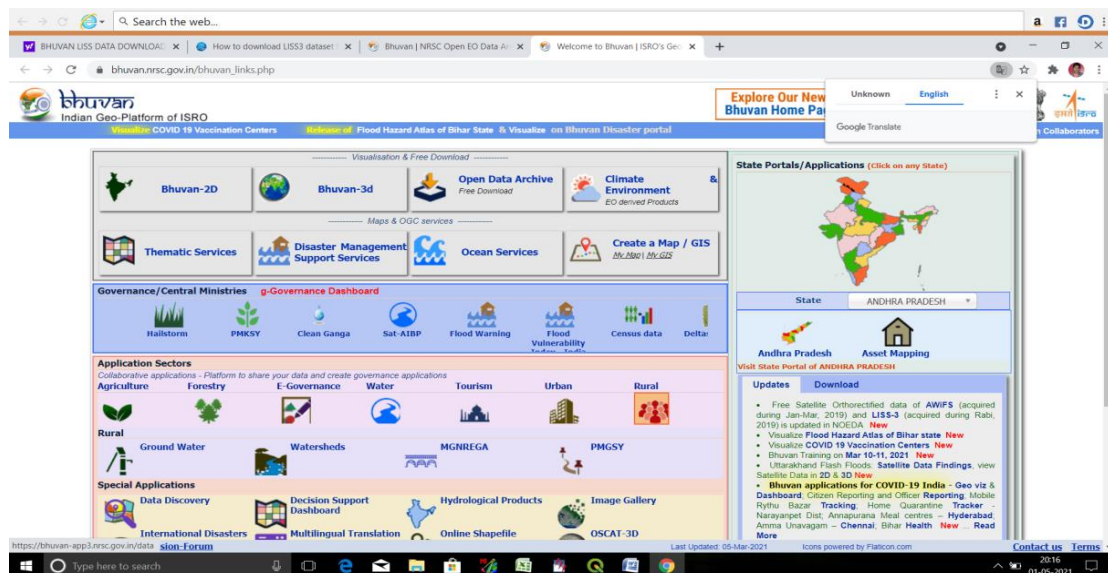 Search the web...
BHUVAN LISS DATA DOWNLOAD
How to download LISS3 dataset
Bhuvan | NRSC Open EO Data Ar
Welcome to Bhuvan | ISRO's Geo
bhuvan.nrsc.gov.in/bhuvan_links.php
Unknown English
Google Translate
bhuvan
Indian Geo-Platform of ISRO
Explore Our New
Bhuvan Home Pa
Visualize COVID 19 Vaccination Centers Release of Flood Hazard Atlas of Bihar State & Visualize on Bhuvan Disaster portal
Collaborators
Visualisation & Free Download
Bhuvan-2D
Bhuvan-3d
Open Data Archive
Free Download
Climate &
Environment
EO derived Products
Maps & OGC services
Thematic Services
Disaster Management
Support Services
Ocean Services
Create a Map / GIS
My Map | My GIS
Governance/Central Ministries g-Governance Dashboard
Hailstorm PMKSY Clean Ganga Sat-AIBP Flood Warning Flood Census data Deltas
Vulnerability
Index India
Application Sectors
Collaborative applications - Platform to share your data and create governance applications
Agriculture Forestry E-Governance Water Tourism Urban Rural
Rural
Ground Water Watersheds MGNREGA PMGSY
Special Applications
Data Discovery
Decision Support
Dashboard
Hydrological Products
Image Gallery
International Disasters
Multilingual Translation
Online Shapefile
OSCAT-3D
State Portals/Applications (Click on any State)
State ANDHRA PRADESH
Andhra Pradesh Asset Mapping
Visit State Portal of ANDHRA PRADESH
Updates Download
• Free Satellite Orthorectified data of AWiFS (acquired
during Jan-Mar, 2019) and LISS-3 (acquired during Rabi,
2019) is updated in NOEDA New
• Visualize Flood Hazard Atlas of Bihar state New
• Visualize COVID 19 Vaccination Centers New
• Bhuvan Training on Mar 10-11, 2021 New
• Uttarakhand Flash Floods: Satellite Data Findings, view
Satellite Data in 2D & 3D New
• Bhuvan applications for COVID-19 India - Geo viz &
Dashboard; Citizen Reporting and Officer Reporting; Mobile
Rythu Bazar Tracking; Home Quarantine Tracker -
Narayanpet Dist; Annapurana Meal centres – Hyderabad;
Amma Unavagam – Chennai; Bihar Health New ... Read
More
https://bhuvan-app3.nrsc.gov.in/data sion-Forum
Last Updated: 05-Mar-2021
Icons powered by Flaticon.com
Contact us Terms
Type here to search
20:16
01-05-2021